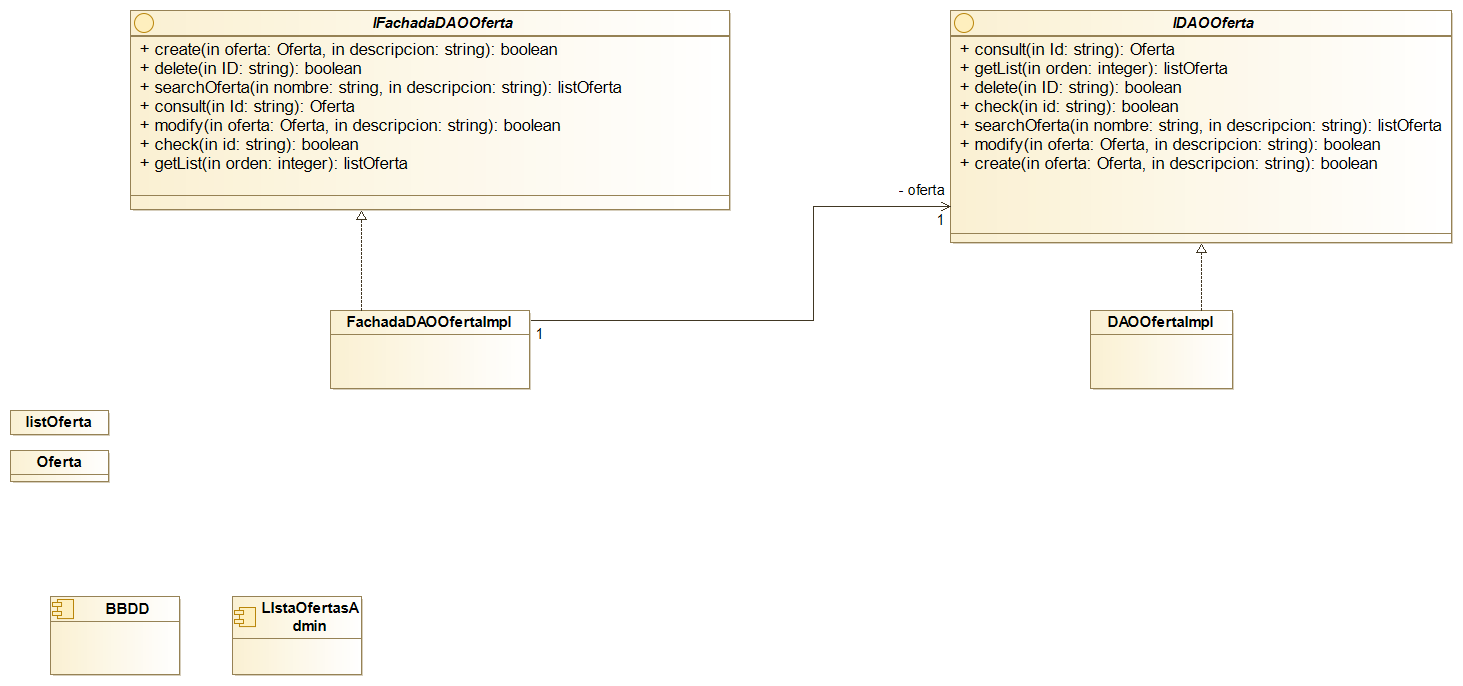 IFachadaDAOOferta
+ create(in oferta: Oferta, in descripcion: string): boolean
+ delete(in ID: string): boolean
+ searchOferta(in nombre: string, in descripcion: string): listOferta
+ consult(in Id: string): Oferta
+ modify(in oferta: Oferta, in descripcion: string): boolean
+ check(in id: string): boolean
+ getList(in orden: integer): listOferta
IDAOOferta
+ consult(in Id: string): Oferta
+ getList(in orden: integer): listOferta
+ delete(in ID: string): boolean
+ check(in id: string): boolean
+ searchOferta(in nombre: string, in descripcion: string): listOferta
+ modify(in oferta: Oferta, in descripcion: string): boolean
+ create(in oferta: Oferta, in descripcion: string): boolean
- oferta
1
FachadaDAOOfertaImpl
1
DAOOfertaImpl
listOferta
Oferta
BBDD
LIstaOfertasA
dmin